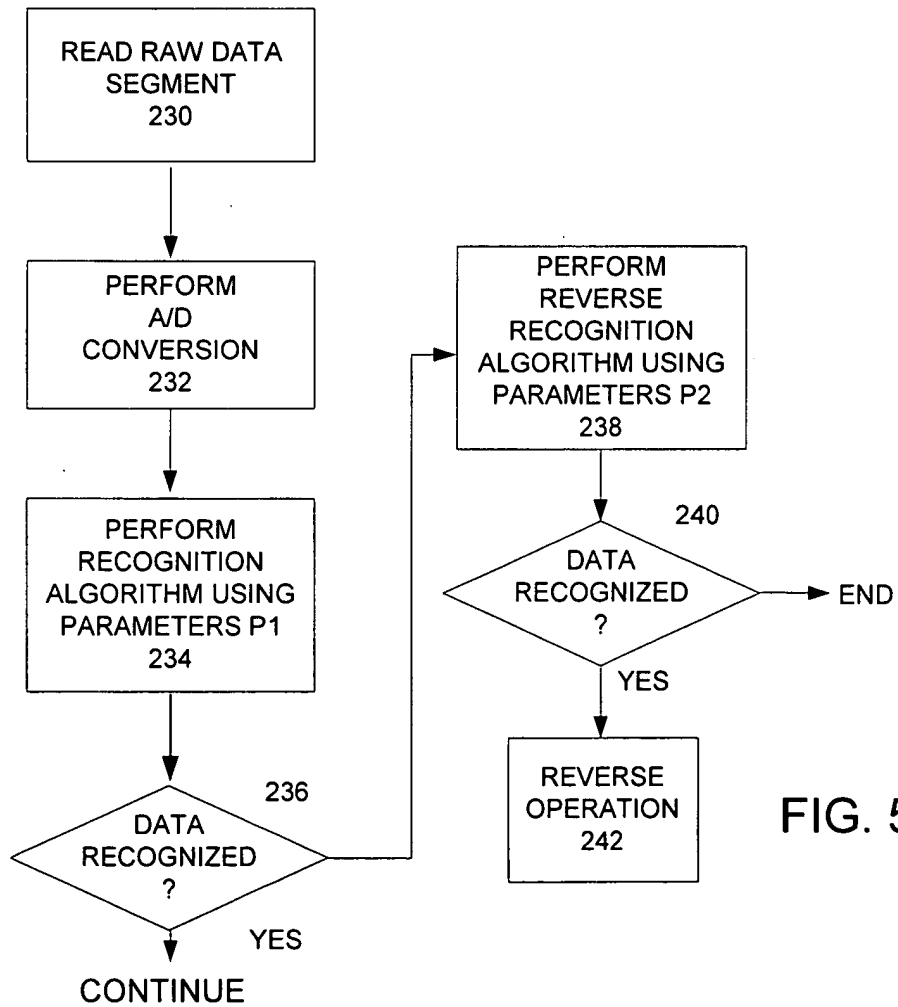 READ RAW DATA
SEGMENT
230
PERFORM
A/D
CONVERSION
232
PERFORM
RECOGNITION
ALGORITHM USING
PARAMETERS P1
234
236
DATA
RECOGNIZED
?
YES
CONTINUE
PERFORM
REVERSE
RECOGNITION
ALGORITHM USING
PARAMETERS P2
238
240
DATA
RECOGNIZED
?
END
YES
REVERSE
OPERATION
242
FIG. 5